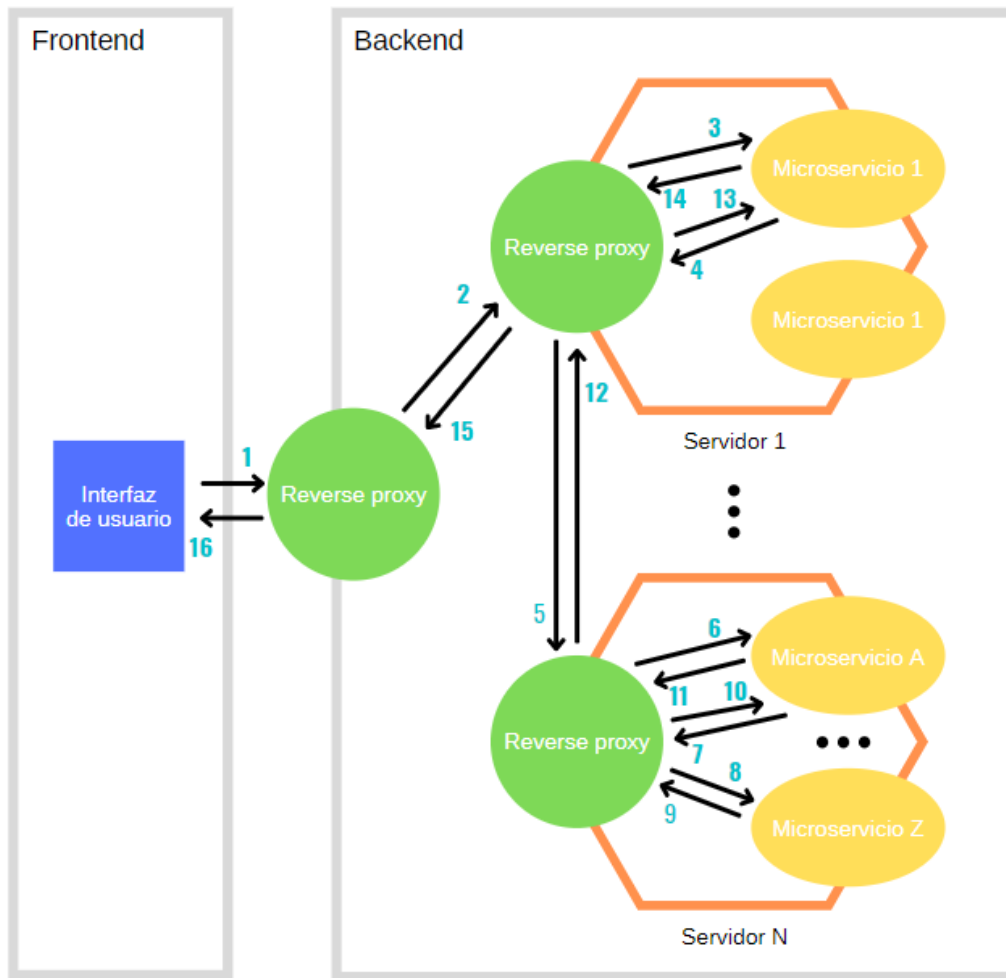 Frontend
Backend
3
Microservicio 1
14
13
Reverse proxy
4
2
Microservicio 1
12
15
Servidor 1
1
Interfaz
de usuario
Reverse proxy
16
5
6
Microservicio A
11
10
Reverse proxy
7
8
9
Microservicio Z
Servidor N